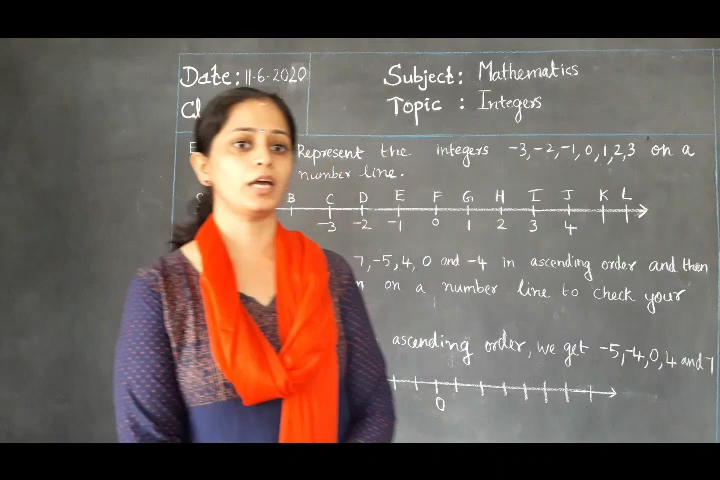 Date: 11-6-2020
Subject: Mathematics
Cl
Topic : Integers
E Represent the integers -3,-2,-1,0,1,2,3 on a
number line.
B C D E F G H I J K L
-3 -2 -1 0 1 2 3 4
7, -5, 4, 0 and -4 in ascending order and then
on a number line to check your
ascending order, we get -5,-4,0,4 and 7
0